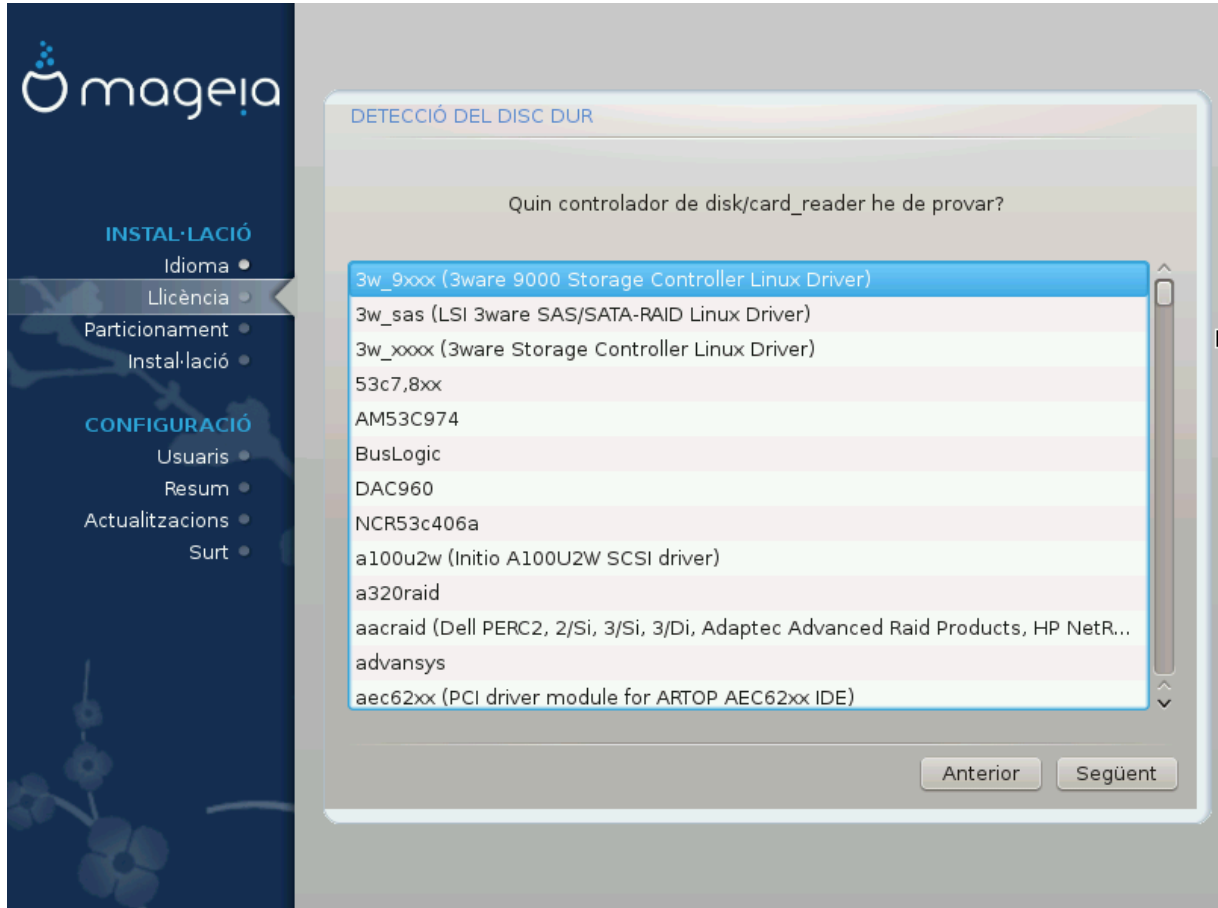 mageia
INSTAL·LACIÓ
Idioma
Llicència
Particionament
Instal·lació
CONFIGURACIÓ
Usuaris
Resum
Actualitzacions
Surt
DETECCIÓ DEL DISC DUR
Quin controlador de disk/card_reader he de provar?
3w_9xxx (3ware 9000 Storage Controller Linux Driver)
3w_sas (LSI 3ware SAS/SATA-RAID Linux Driver)
3w_xxxx (3ware Storage Controller Linux Driver)
53c7,8xx
AM53C974
BusLogic
DAC960
NCR53c406a
a100u2w (Initio A100U2W SCSI driver)
a320raid
aacraid (Dell PERC2, 2/Si, 3/Si, 3/Di, Adaptec Advanced Raid Products, HP NetR...
advansys
aec62xx (PCI driver module for ARTOP AEC62xx IDE)
Anterior
Següent